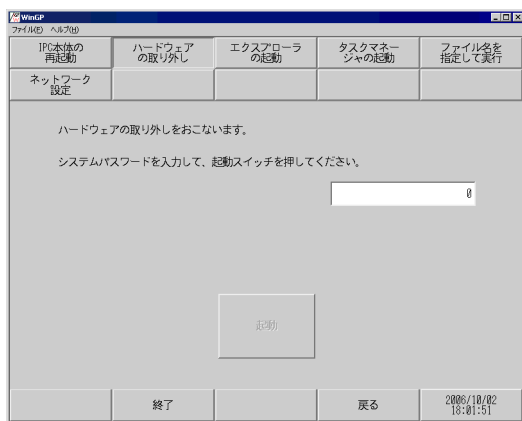 WinGP
ファイル(F) ヘルプ(H)
IPC本体の
再起動
ハードウェア
の取り外し
エクスプローラ
の起動
タスクマネー
ジャの起動
ファイル名を
指定して実行
ネットワーク
設定
ハードウェアの取り外しをおこないます。
システムパスワードを入力して、起動スイッチを押してください。
0
起動
終了
戻る
2006/10/02
18:01:51